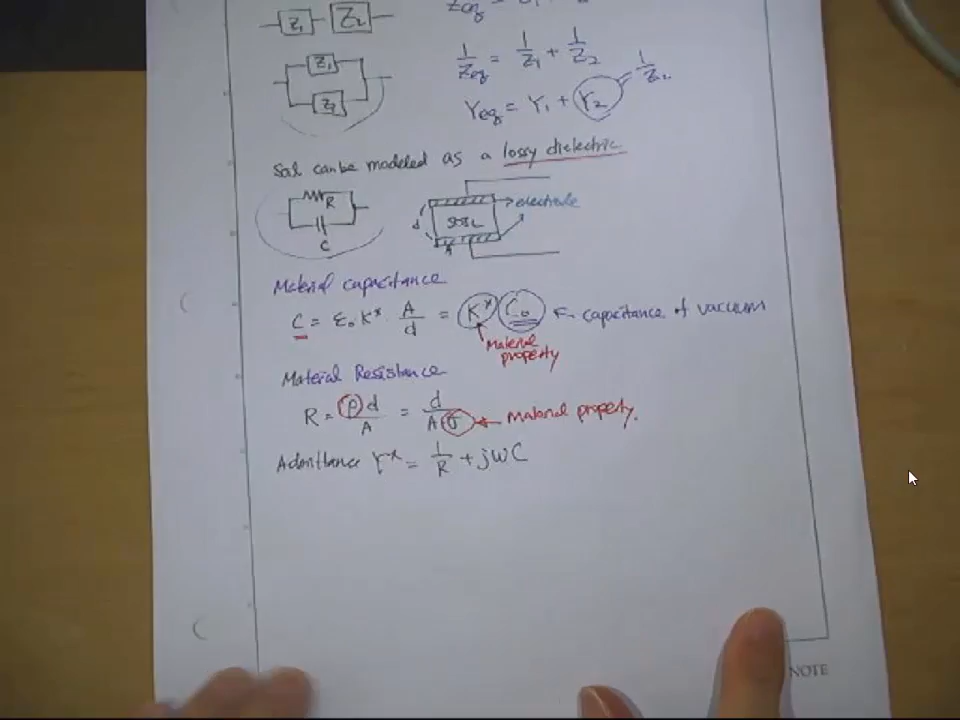 Z1 Z2
Zeq =
Z1
Z2
1/Zeq = 1/Z1 + 1/Z2
Yeq = Y1 + Y2 = 1/Z2
Soil can be modeled as a lossy dielectric
R
C
d
SOIL
A
electrode
Material capacitance
C = ε0 K* · A/d = K* C0 ← capacitance of vacuum
Material property
Material Resistance
R = ρd/A = d/Aσ ← Material property.
Admittance Y* = 1/R + jωC
NOTE